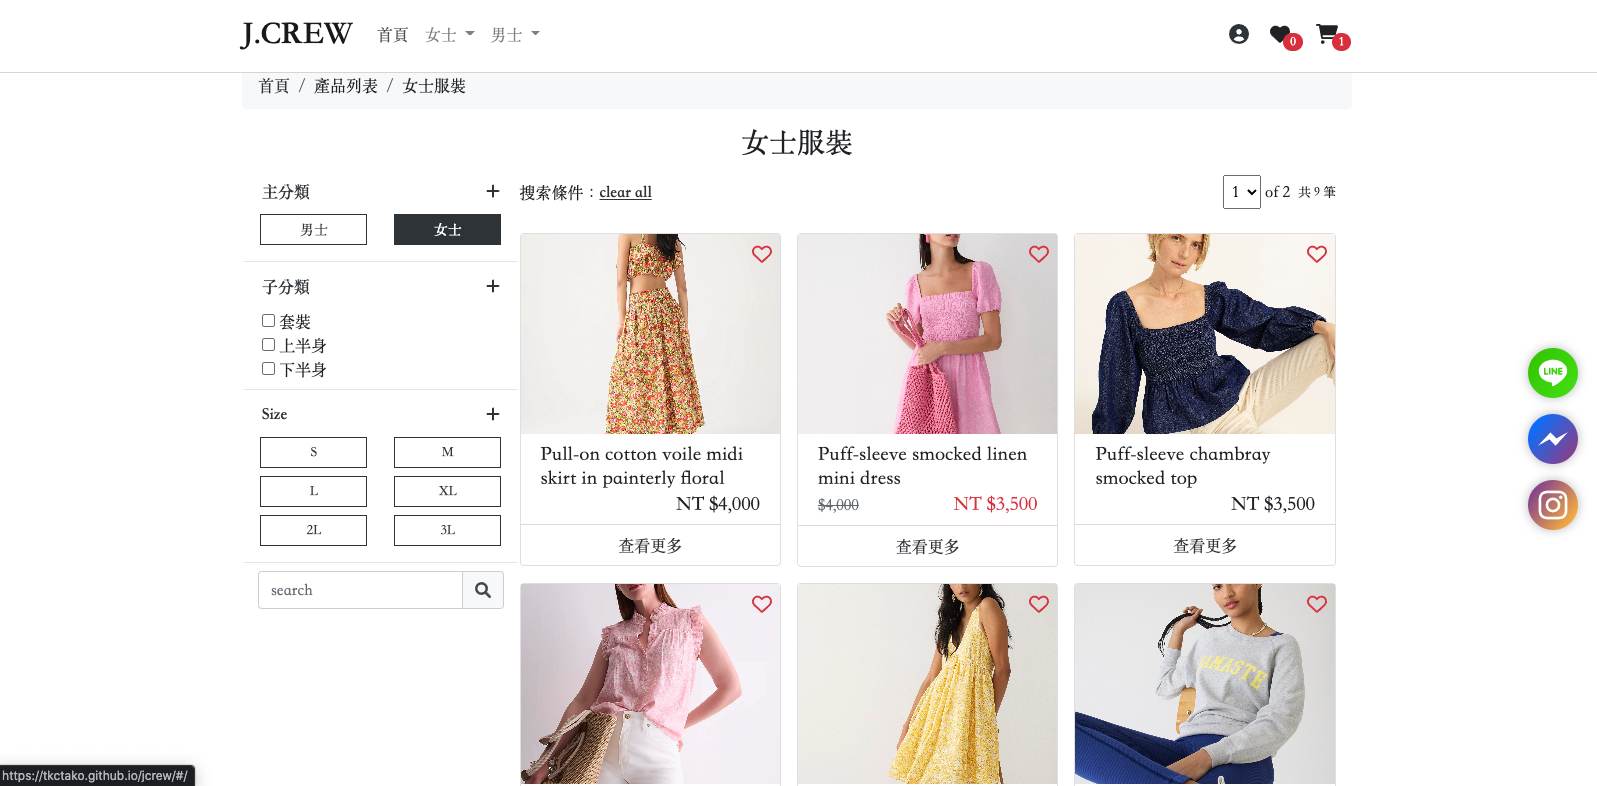 J.CREW 首頁 女士 男士 0 1
首頁 / 產品列表 / 女士服裝
女士服裝
主分類
男士 女士
子分類
套裝
上半身
下半身
Size
S M
L XL
2L 3L
search
搜索條件：clear all
1 of 2 共 9 筆
Pull-on cotton voile midi
skirt in painterly floral
NT $4,000
查看更多
Puff-sleeve smocked linen
mini dress
$4,000 NT $3,500
查看更多
Puff-sleeve chambray
smocked top
NT $3,500
查看更多
LINE
https://tkctako.github.io/jcrew/#/